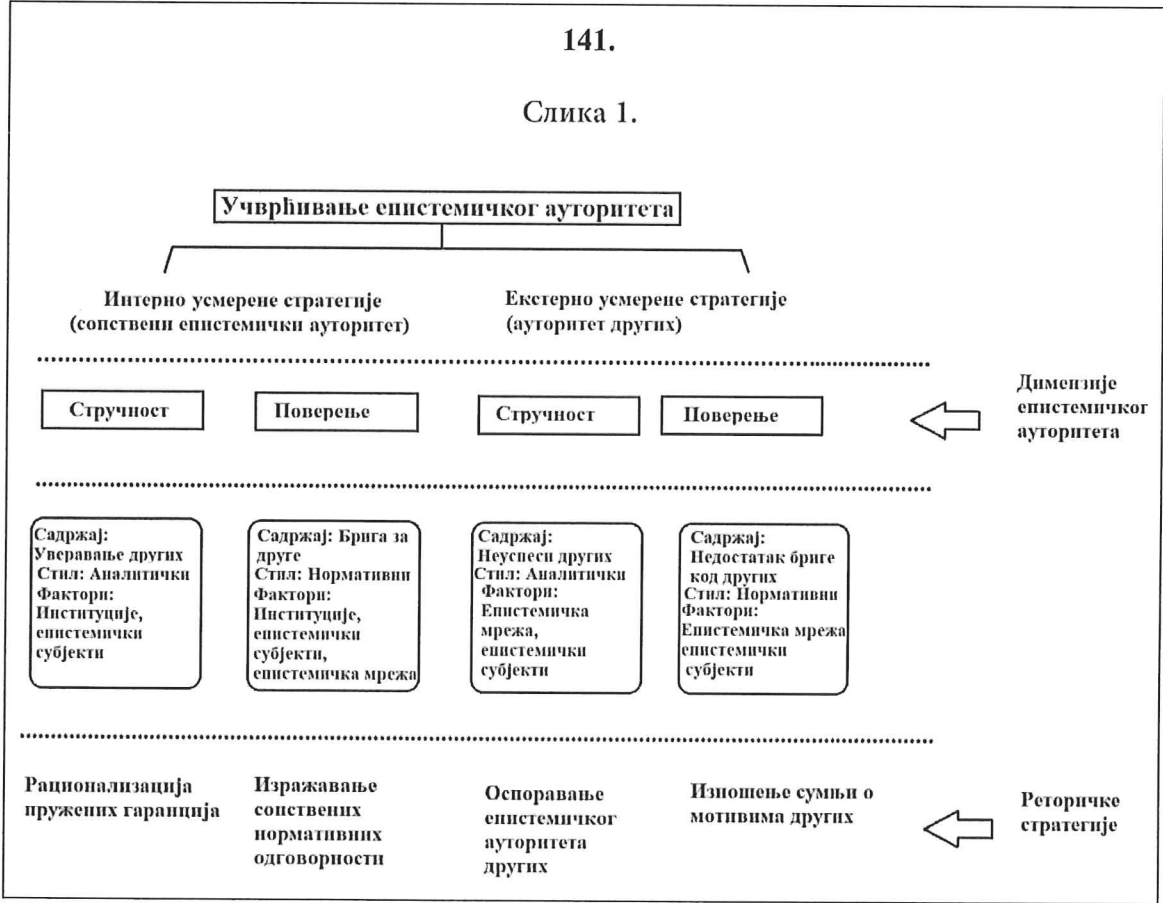 141.
Слика 1.
Учврћивање епистемичког ауторитета
Интерно усмерене стратегије
(сопствени епистемички ауторитет)
Екстерно усмерене стратегије
(ауторитет других)
Стручност
Поверење
Стручност
Поверење
Димензије
епистемичког
ауторитета
Садржај:
Уверавање других
Стил: Аналитички
Фактори:
Институције,
епистемички
субјекти
Садржај: Брига за
друге
Стил: Нормативни
Фактори:
Институције,
епистемички
субјекти,
епистемичка мрежа
Садржај:
Неуспеси других
Стил: Аналитички
Фактори:
Епистемичка
мрежа,
епистемички
субјекти
Садржај:
Недостатак бриге
код других
Стил: Нормативни
Фактори:
Епистемичка мрежа
епистемички
субјекти
Рационализација
пружених гаранција
Изражавање
сопствених
нормативних
одговорности
Оспоравање
епистемичког
ауторитета
других
Изношење сумњи о
мотивима других
Реторичке
стратегије